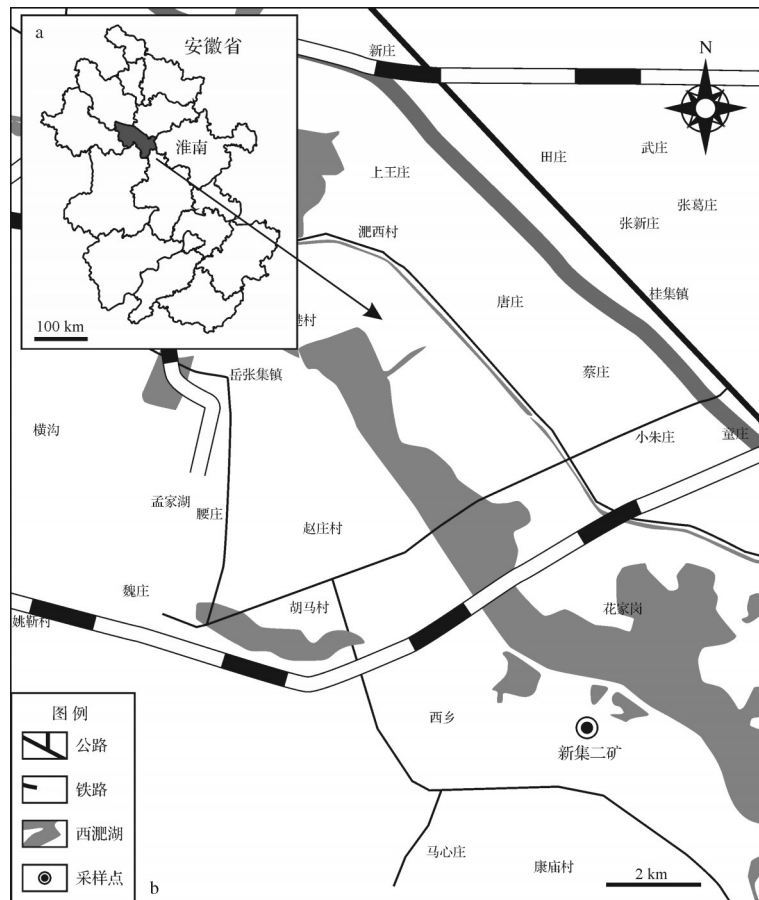 a
安徽省
淮南
100 km
新庄
N
田庄
武庄
上王庄
张葛庄
张新庄
淝西村
唐庄
桂集镇
岳张集镇
蔡庄
横沟
小朱庄
童庄
孟家湖
腰庄
赵庄村
魏庄
胡马村
花家岗
姚靳村
西乡
新集二矿
图例
公路
铁路
西淝湖
采样点
马心庄
康庙村
b
2 km